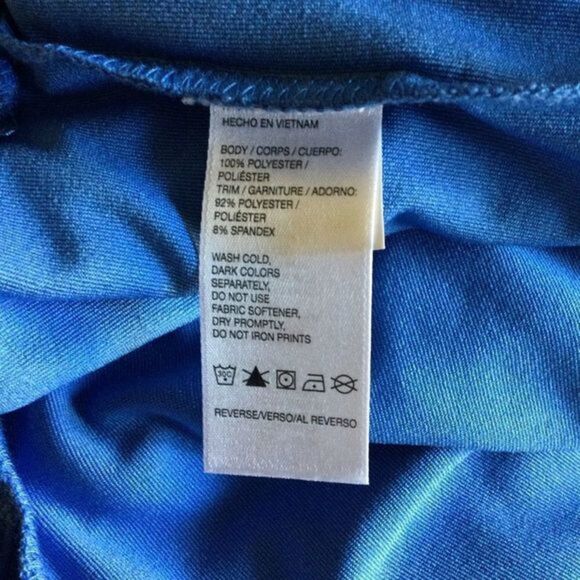 HECHO EN VIETNAM
BODY / CORPS / CUERPO:
100% POLYESTER /
POLIÉSTER
TRIM / GARNITURE / ADORNO:
92% POLYESTER /
POLIÉSTER
8% SPANDEX
WASH COLD,
DARK COLORS
SEPARATELY,
DO NOT USE
FABRIC SOFTENER,
DRY PROMPTLY,
DO NOT IRON PRINTS
30C
REVERSE/VERSO/AL REVERSO